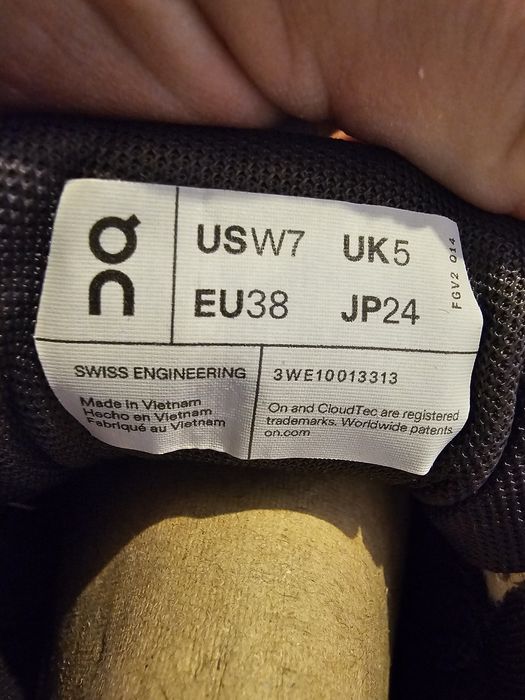 On
USW7 UK5
EU38 JP24
FGV2 Q14
SWISS ENGINEERING
Made in Vietnam
Hecho en Vietnam
Fabriqué au Vietnam
3WE10013313
On and CloudTec are registered
trademarks. Worldwide patents
on.com